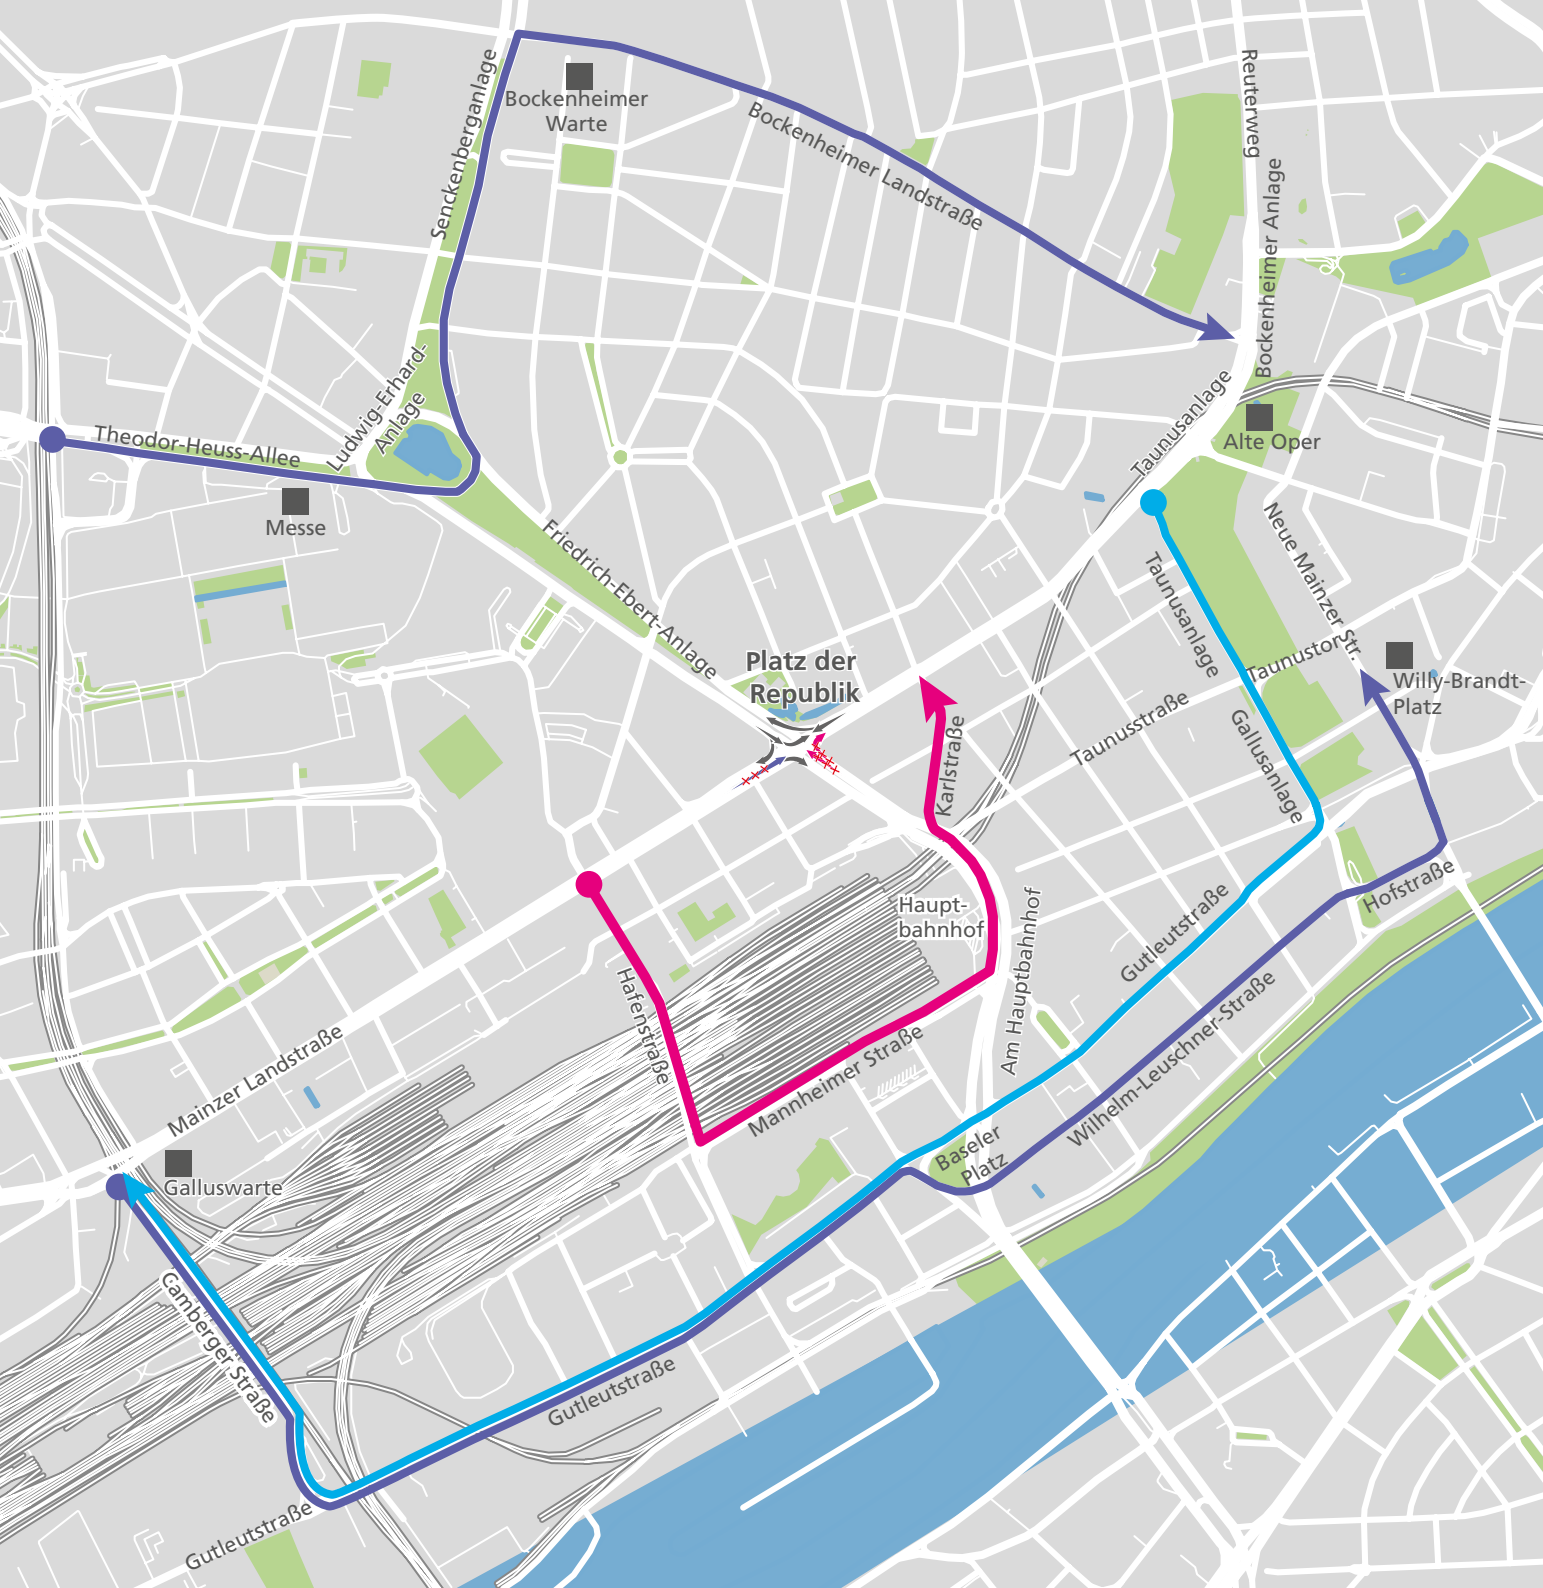 Senckenberganlage
Bockenheimer
Warte
Bockenheimer Landstraße
Reuterweg
Bockenheimer Anlage
Theodor-Heuss-Allee
Ludwig-Erhard-
Anlage
Messe
Taunusanlage
Alte Oper
Friedrich-Ebert-Anlage
Neue Mainzer Str.
Taunusanlage
Platz der
Republik
Taunustor
Willy-Brandt-
Platz
Taunusstraße
Karlstraße
Gallusanlage
Hofstraße
Haupt-
bahnhof
Am Hauptbahnhof
Gutleutstraße
Hafenstraße
Wilhelm-Leuschner-Straße
Mannheimer Straße
Mainzer Landstraße
Baseler
Platz
Galluswarte
Camberger Straße
Gutleutstraße
Gutleutstraße